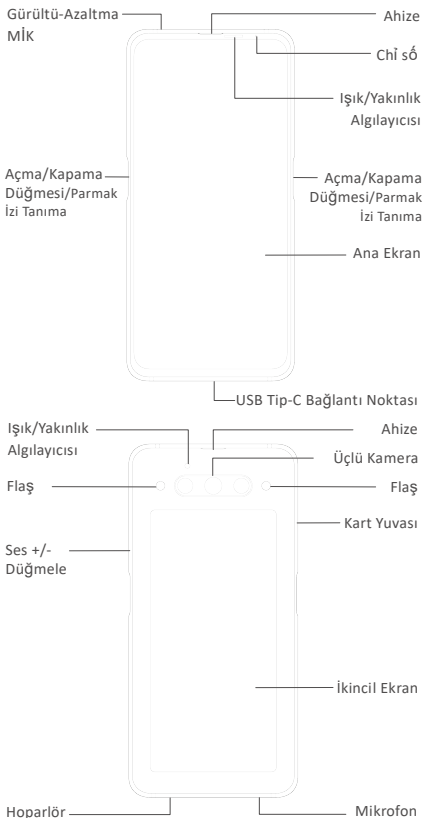 Gürültü-Azaltma
MİK
Ahize
Chỉ số
Işık/Yakınlık
Algılayıcısı
Açma/Kapama
Düğmesi/Parmak
İzi Tanıma
Açma/Kapama
Düğmesi/Parmak
İzi Tanıma
Ana Ekran
USB Tip-C Bağlantı Noktası
Işık/Yakınlık
Algılayıcısı
Ahize
Üçlü Kamera
Flaş
Flaş
Kart Yuvası
Ses +/-
Düğmele
İkincil Ekran
Hoparlör
Mikrofon